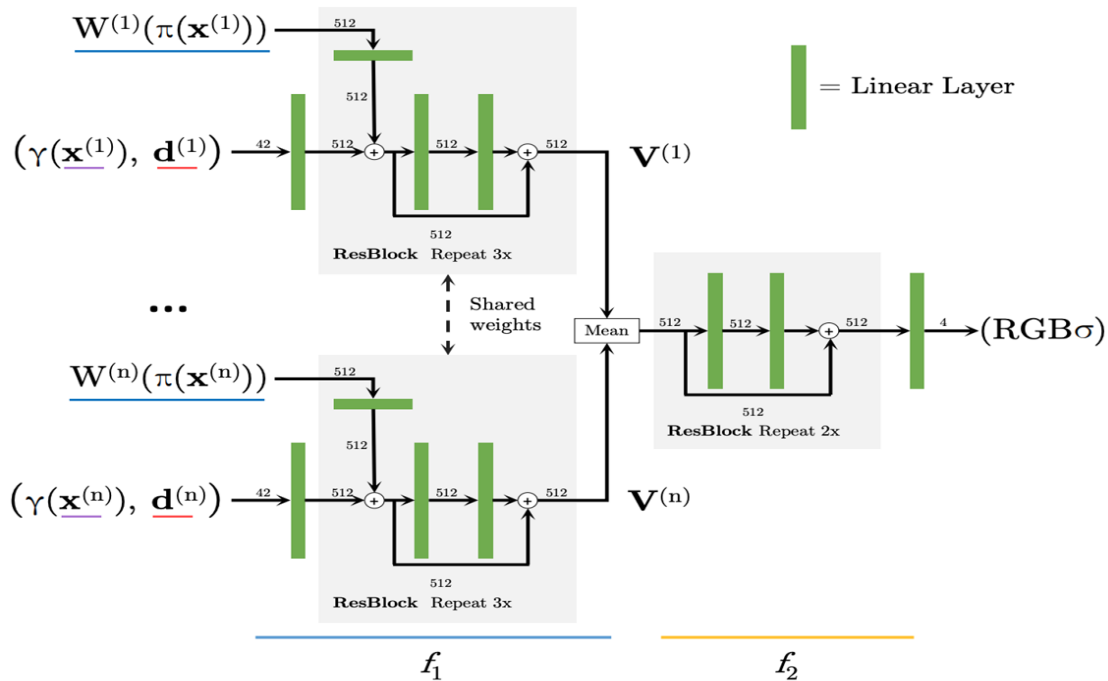 W⁽¹⁾(π(x⁽¹⁾))
512
512
(γ(x⁽¹⁾), d⁽¹⁾)
42
512
512
512
V⁽¹⁾
512
ResBlock Repeat 3x
= Linear Layer
...
Shared
weights
W⁽ⁿ⁾(π(x⁽ⁿ⁾))
512
512
(γ(x⁽ⁿ⁾), d⁽ⁿ⁾)
42
512
512
512
V⁽ⁿ⁾
512
ResBlock Repeat 3x
Mean
512
512
512
4
(RGBσ)
512
ResBlock Repeat 2x
f₁
f₂